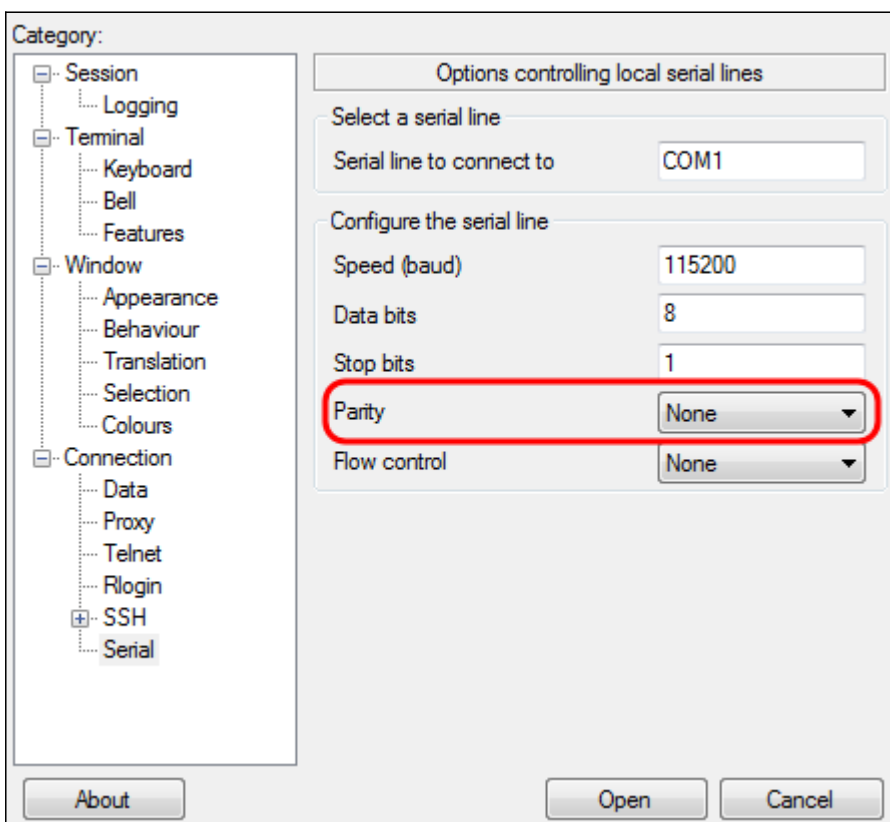 Category:
Session
Logging
Terminal
Keyboard
Bell
Features
Window
Appearance
Behaviour
Translation
Selection
Colours
Connection
Data
Proxy
Telnet
Rlogin
SSH
Serial
Options controlling local serial lines
Select a serial line
Serial line to connect to COM1
Configure the serial line
Speed (baud) 115200
Data bits 8
Stop bits 1
Parity None
Flow control None
About Open Cancel